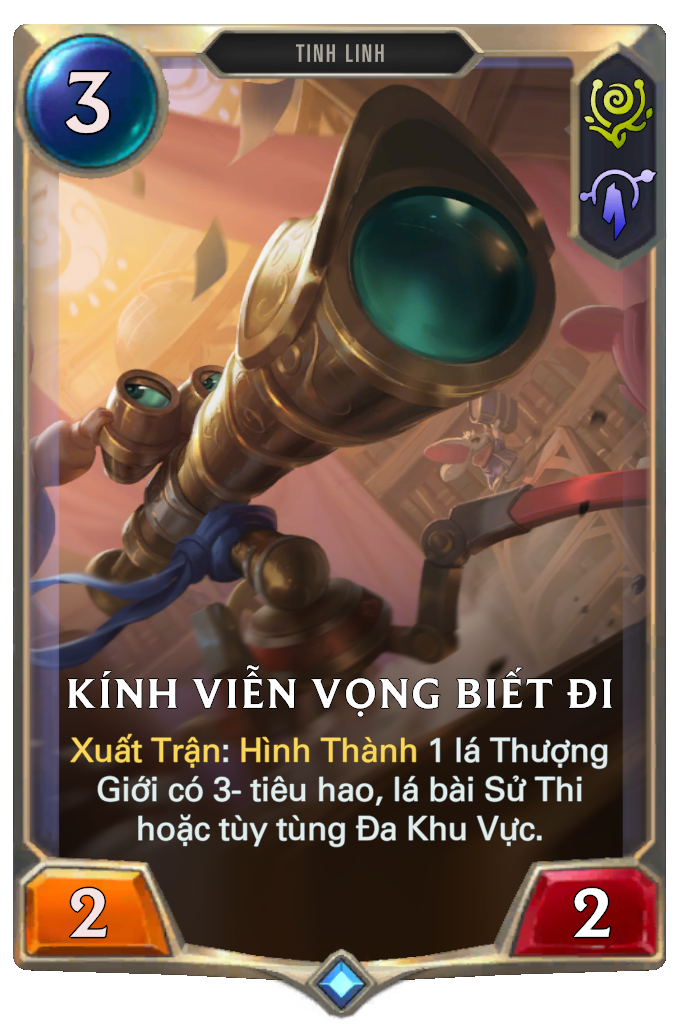 3
TINH LINH
KÍNH VIỄN VỌNG BIẾT ĐI
Xuất Trận: Hình Thành 1 lá Thượng
Giới có 3- tiêu hao, lá bài Sử Thi
hoặc tùy tùng Đa Khu Vực.
2
2